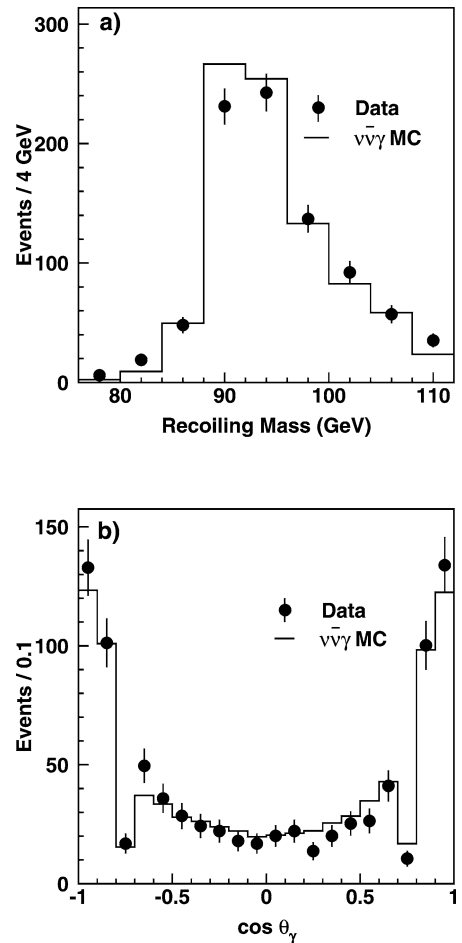 a)
300
200
100
0
Events / 4 GeV
Data
νν̄γ MC
80 90 100 110
Recoiling Mass (GeV)
b)
150
100
50
0
Events / 0.1
Data
νν̄γ MC
-1 -0.5 0 0.5 1
cos θγ